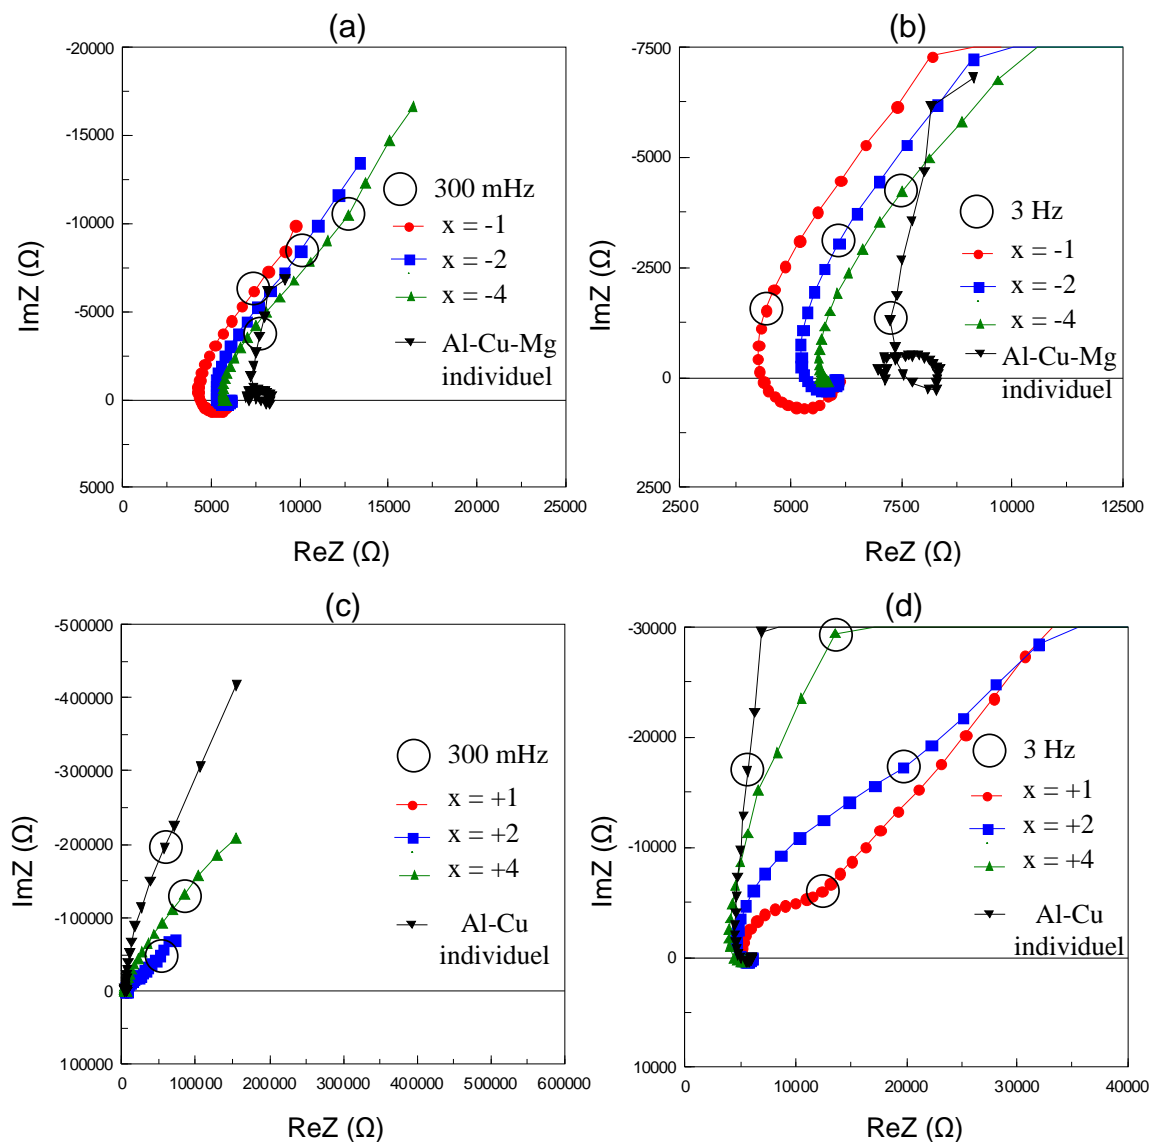 (a)
-20000
-15000
-10000
-5000
0
5000
0 5000 10000 15000 20000 25000
ImZ (Ω)
ReZ (Ω)
300 mHz
x = -1
x = -2
x = -4
Al-Cu-Mg
individuel
(b)
-7500
-5000
-2500
0
2500
2500 5000 7500 10000 12500
ImZ (Ω)
ReZ (Ω)
3 Hz
x = -1
x = -2
x = -4
Al-Cu-Mg
individuel
(c)
-500000
-400000
-300000
-200000
-100000
0
100000
0 100000 200000 300000 400000 500000 600000
ImZ (Ω)
ReZ (Ω)
300 mHz
x = +1
x = +2
x = +4
Al-Cu
individuel
(d)
-30000
-20000
-10000
0
10000
0 10000 20000 30000 40000
ImZ (Ω)
ReZ (Ω)
3 Hz
x = +1
x = +2
x = +4
Al-Cu
individuel